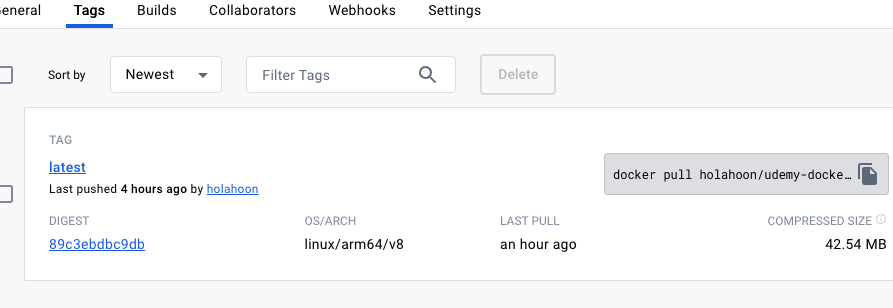 eneral Tags Builds Collaborators Webhooks Settings
Sort by Newest Filter Tags Delete
TAG
latest
docker pull holahoon/udemy-docke…
Last pushed 4 hours ago by holahoon
DIGEST OS/ARCH LAST PULL COMPRESSED SIZE
89c3ebdbc9db linux/arm64/v8 an hour ago 42.54 MB